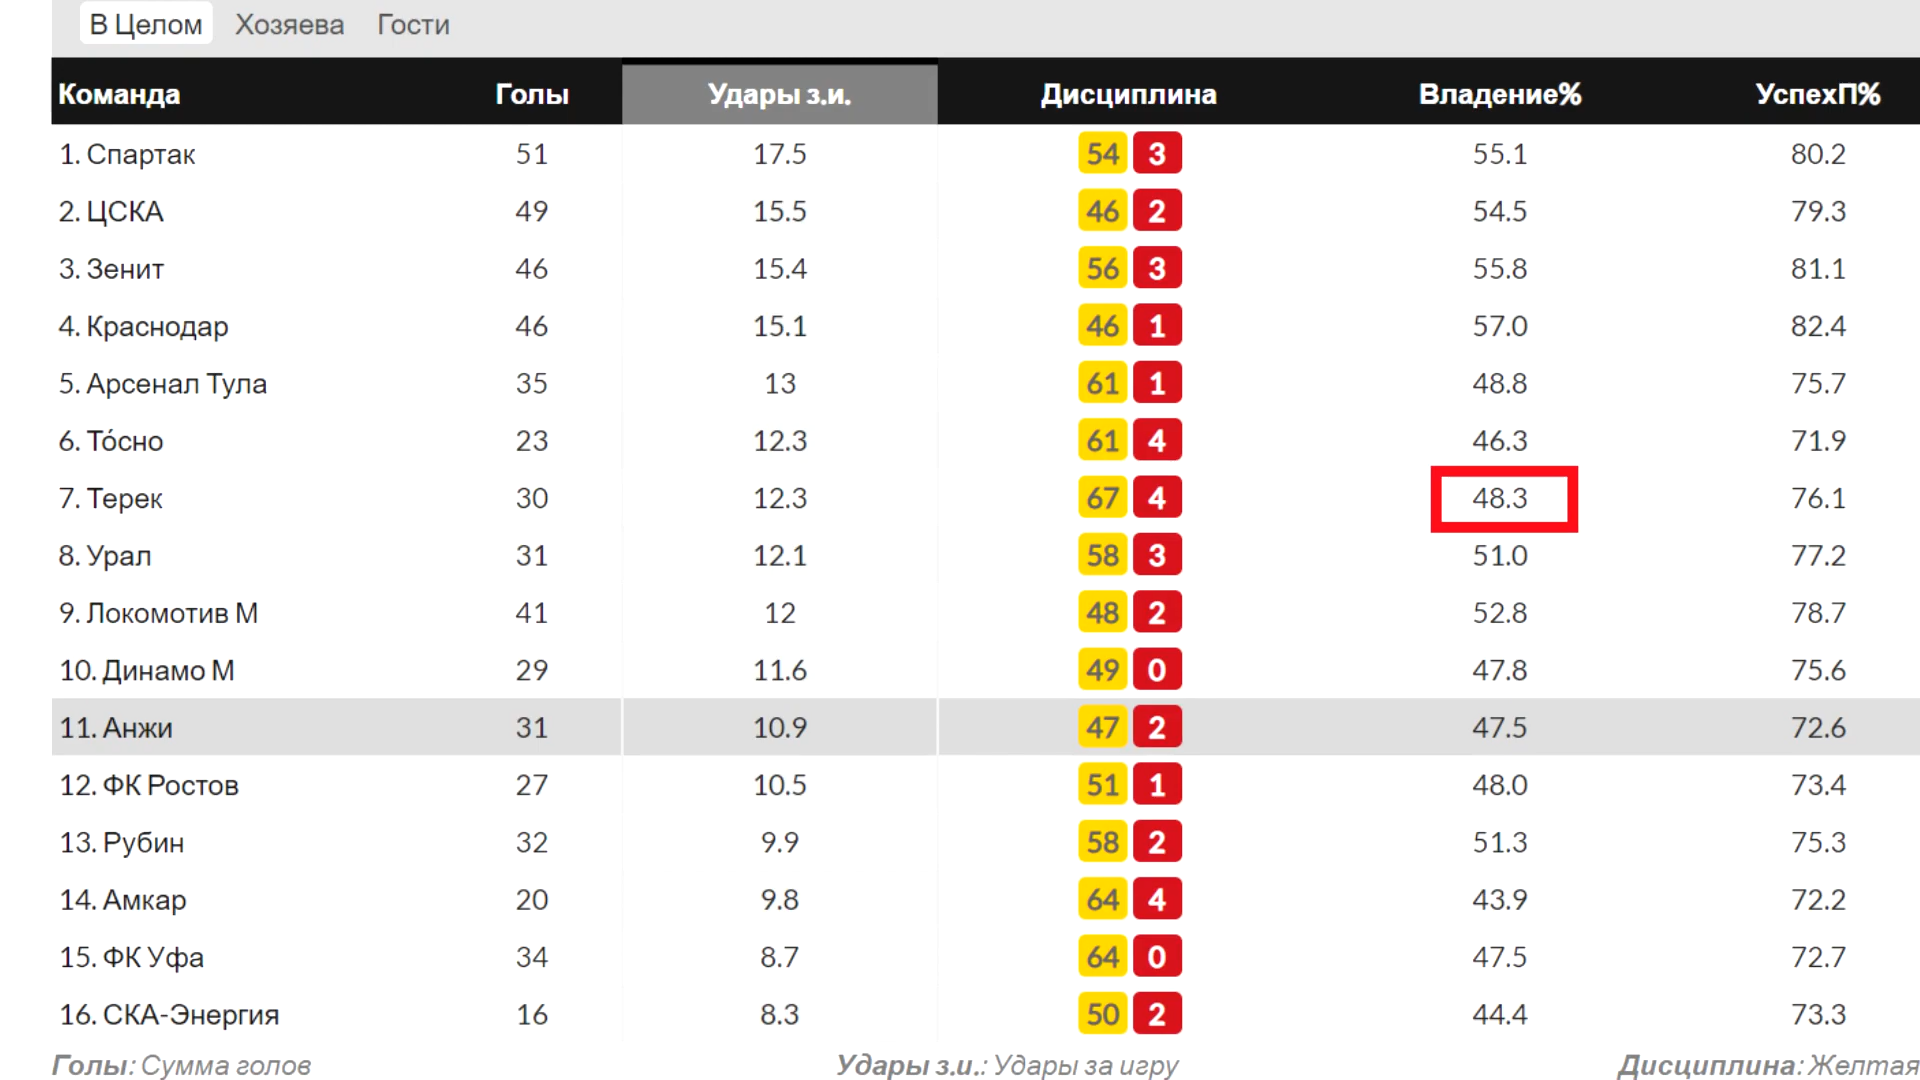 В Целом Хозяева Гости
Команда Голы Удары з.и. Дисциплина Владение% УспехП%
1. Спартак 51 17.5 54 3 55.1 80.2
2. ЦСКА 49 15.5 46 2 54.5 79.3
3. Зенит 46 15.4 56 3 55.8 81.1
4. Краснодар 46 15.1 46 1 57.0 82.4
5. Арсенал Тула 35 13 61 1 48.8 75.7
6. То́сно 23 12.3 61 4 46.3 71.9
7. Терек 30 12.3 67 4 48.3 76.1
8. Урал 31 12.1 58 3 51.0 77.2
9. Локомотив М 41 12 48 2 52.8 78.7
10. Динамо М 29 11.6 49 0 47.8 75.6
11. Анжи 31 10.9 47 2 47.5 72.6
12. ФК Ростов 27 10.5 51 1 48.0 73.4
13. Рубин 32 9.9 58 2 51.3 75.3
14. Амкар 20 9.8 64 4 43.9 72.2
15. ФК Уфа 34 8.7 64 0 47.5 72.7
16. СКА-Энергия 16 8.3 50 2 44.4 73.3
Голы: Сумма голов Удары з.и.: Удары за игру Дисциплина: Желтая